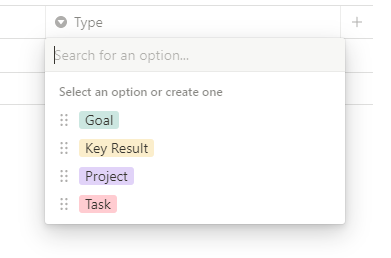 Type
Search for an option...
Select an option or create one
Goal
Key Result
Project
Task